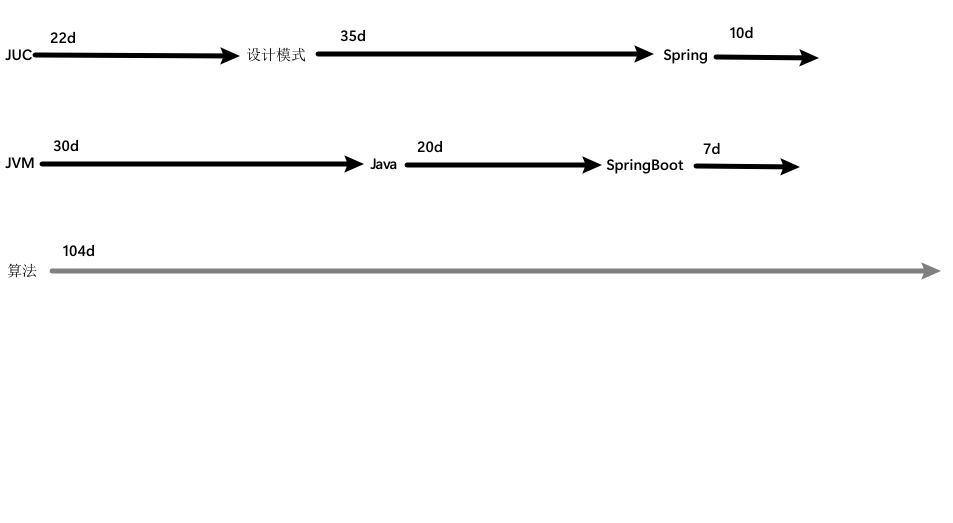 22d 35d 10d
JUC 设计模式 Spring
30d 20d 7d
JVM Java SpringBoot
104d
算法